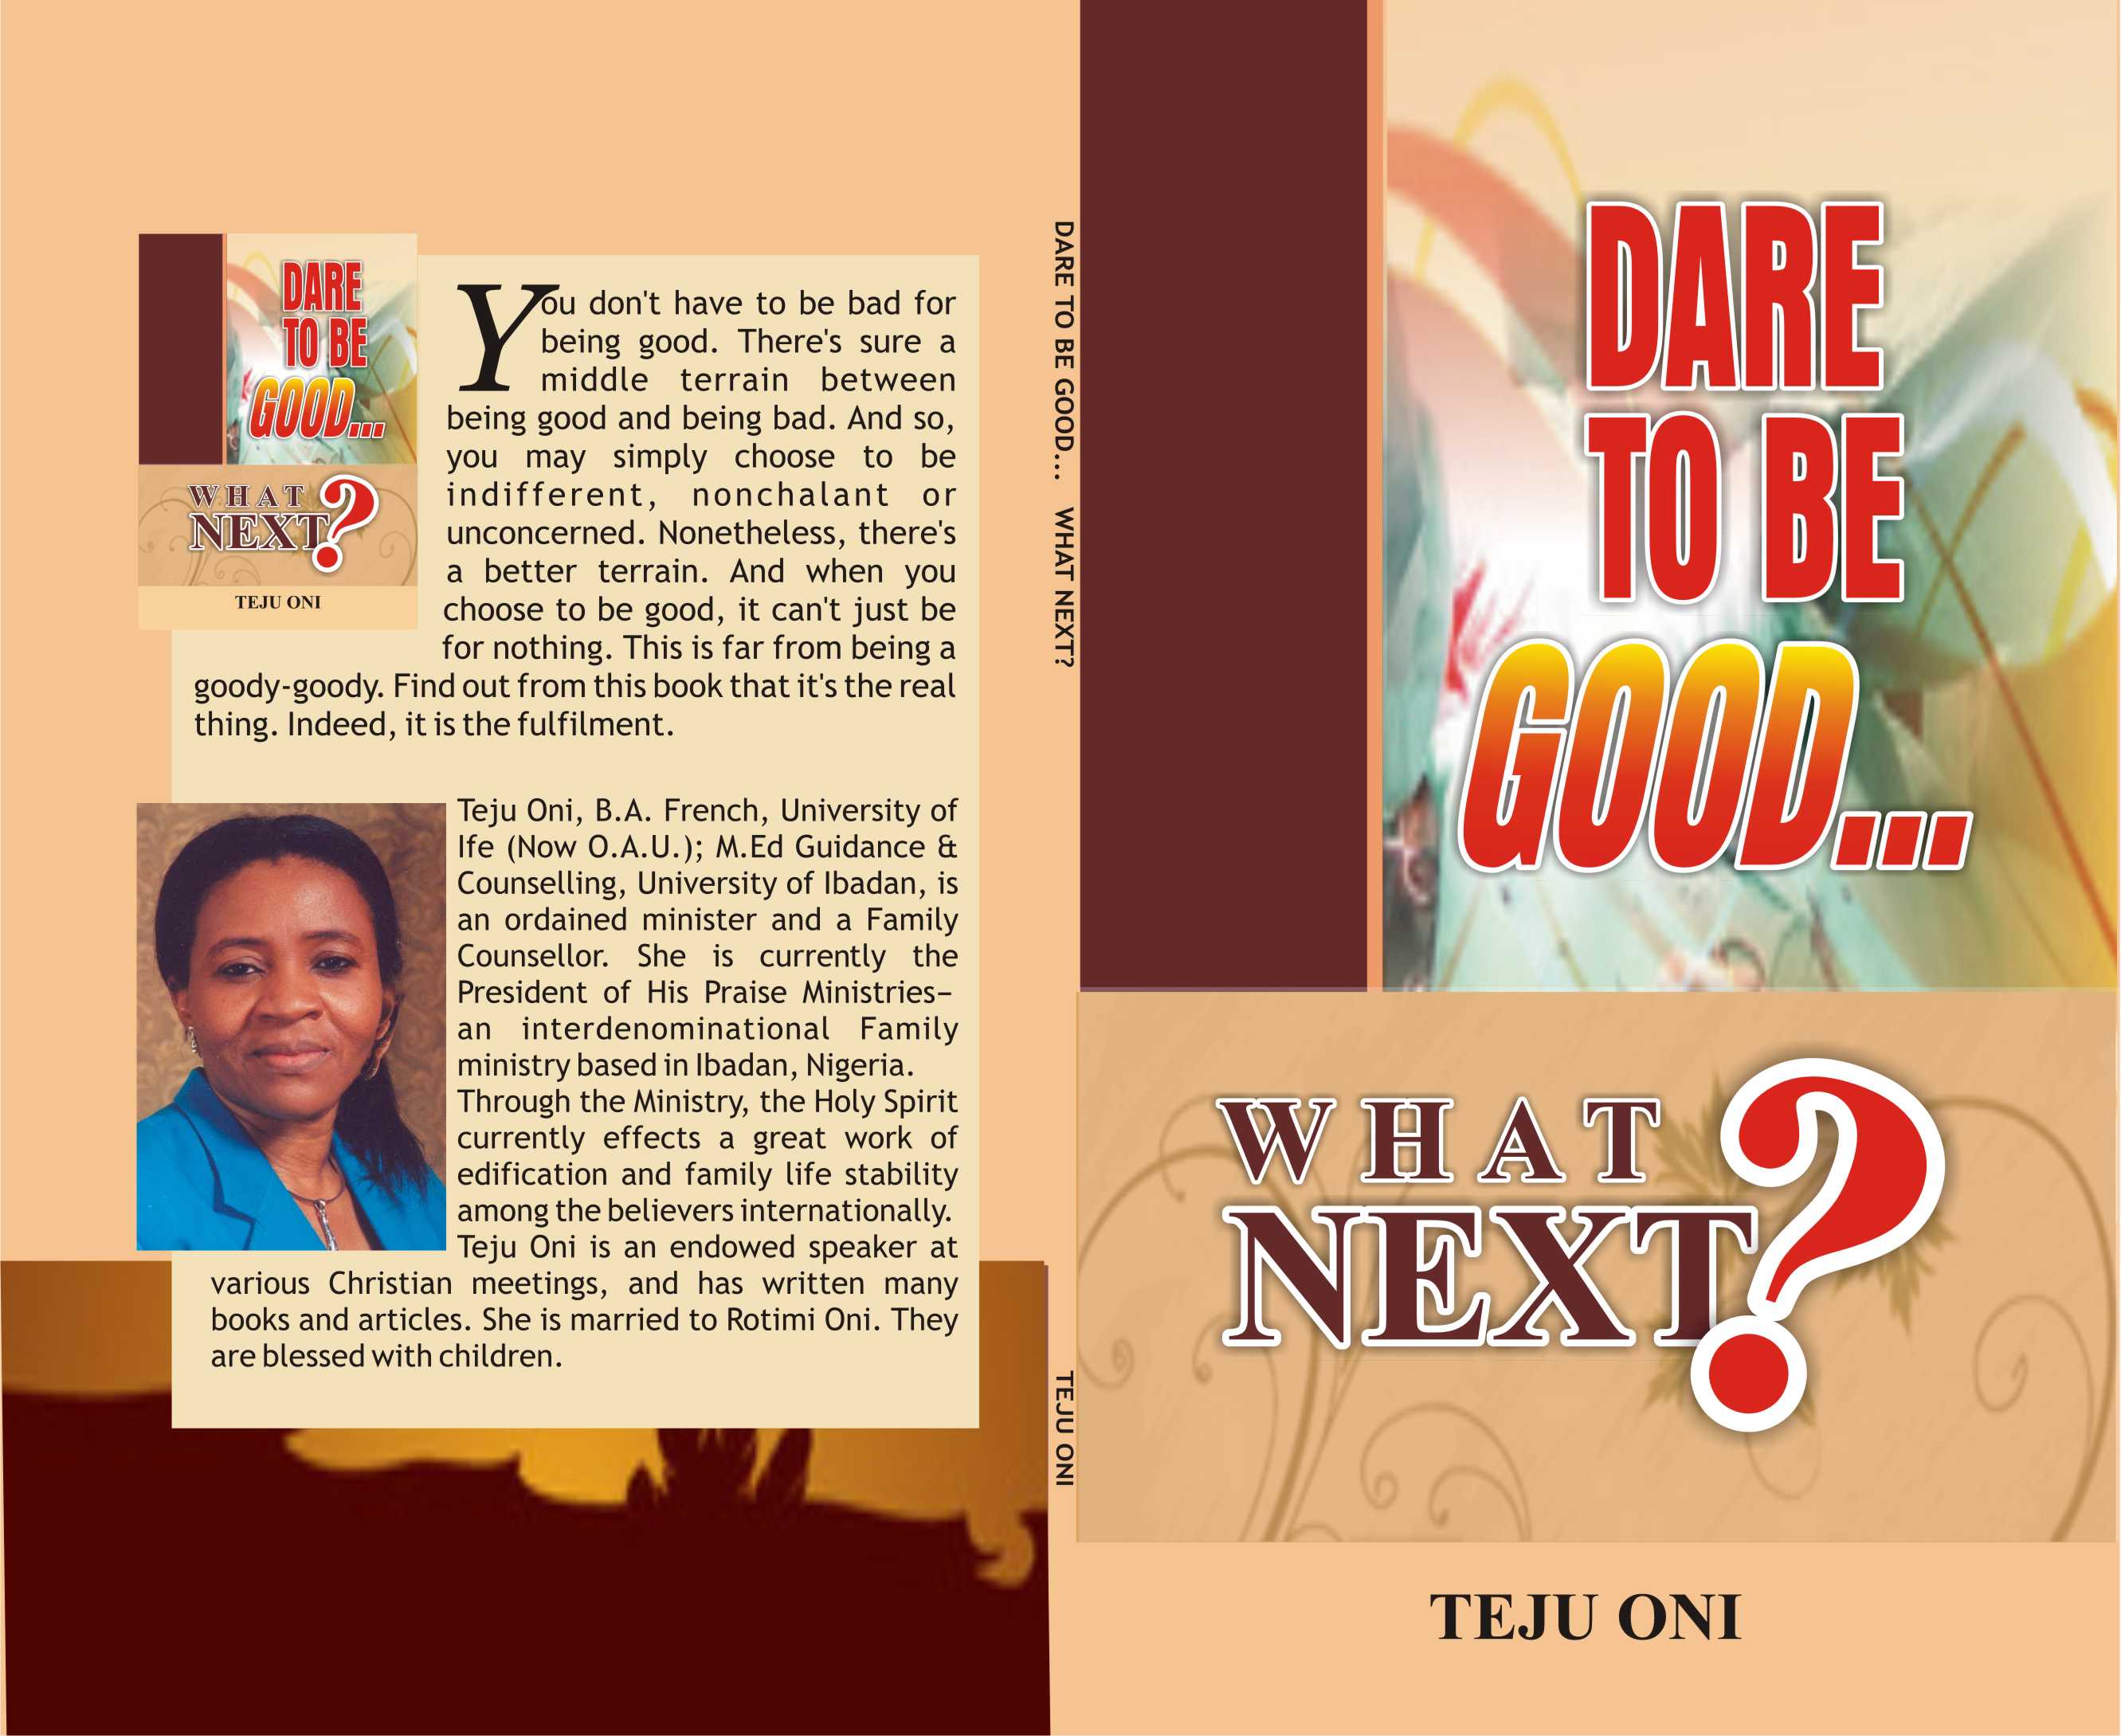 DARE
TO BE
GOOD...
WHAT
NEXT?
TEJU ONI
You don't have to be bad for
being good. There's sure a
middle terrain between
being good and being bad. And so,
you may simply choose to be
indifferent, nonchalant or
unconcerned. Nonetheless, there's
a better terrain. And when you
choose to be good, it can't just be
for nothing. This is far from being a
goody-goody. Find out from this book that it's the real
thing. Indeed, it is the fulfilment.
Teju Oni, B.A. French, University of
Ife (Now O.A.U.); M.Ed Guidance &
Counselling, University of Ibadan, is
an ordained minister and a Family
Counsellor. She is currently the
President of His Praise Ministries–
an interdenominational Family
ministry based in Ibadan, Nigeria.
Through the Ministry, the Holy Spirit
currently effects a great work of
edification and family life stability
among the believers internationally.
Teju Oni is an endowed speaker at
various Christian meetings, and has written many
books and articles. She is married to Rotimi Oni. They
are blessed with children.
DARE TO BE GOOD... WHAT NEXT?
TEJU ONI
DARE
TO BE
GOOD...
WHAT
NEXT?
TEJU ONI